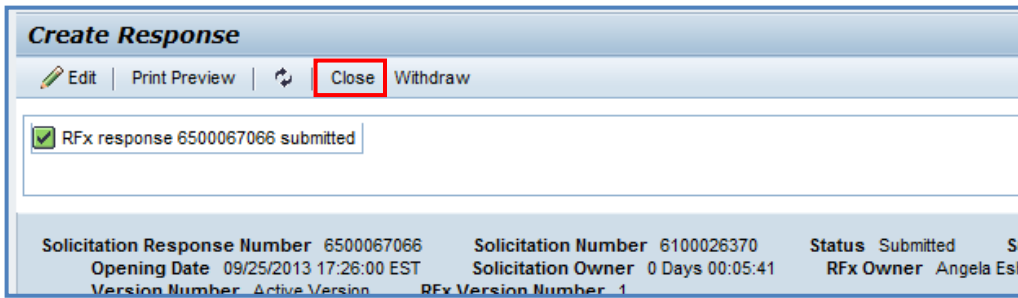 Create Response
Edit Print Preview Close Withdraw
RFx response 6500067066 submitted
Solicitation Response Number 6500067066 Solicitation Number 6100026370 Status Submitted
Opening Date 09/25/2013 17:26:00 EST Solicitation Owner 0 Days 00:05:41 RFx Owner Angela
Version Number Active Version RFx Version Number 1